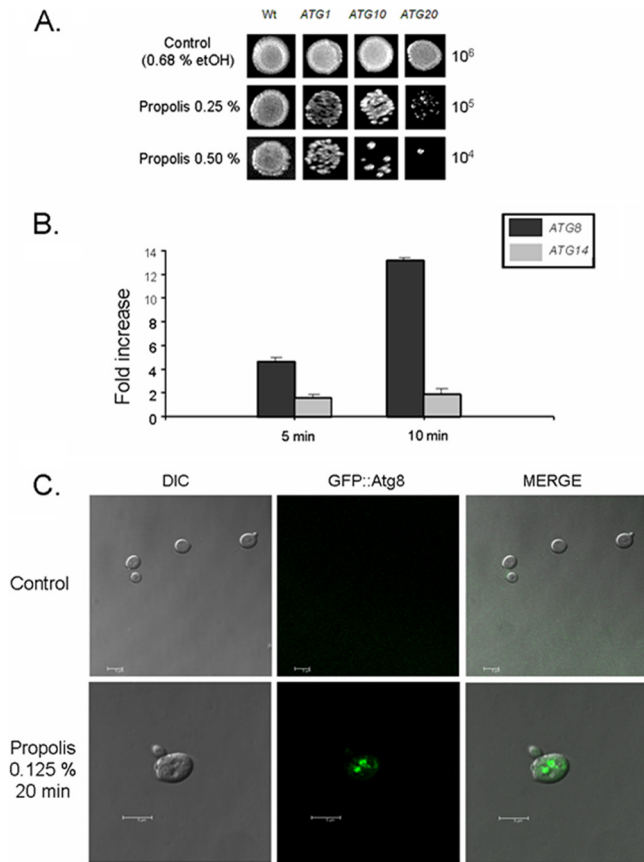 A.
Wt ATG1 ATG10 ATG20
Control
(0.68 % etOH)
10⁶
Propolis 0.25 %
10⁵
Propolis 0.50 %
10⁴
B.
ATG8
ATG14
Fold increase
14
12
10
8
6
4
2
0
5 min
10 min
C.
DIC GFP::Atg8 MERGE
Control
Propolis
0.125 %
20 min